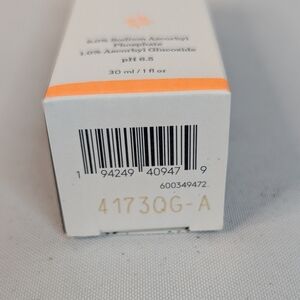 5.0% Sodium Ascorbyl
Phosphate
1.0% Ascorbyl Glucoside
pH 6.5
30 ml / 1 fl oz
1 94249 40947 9
600349472
4173QG-A